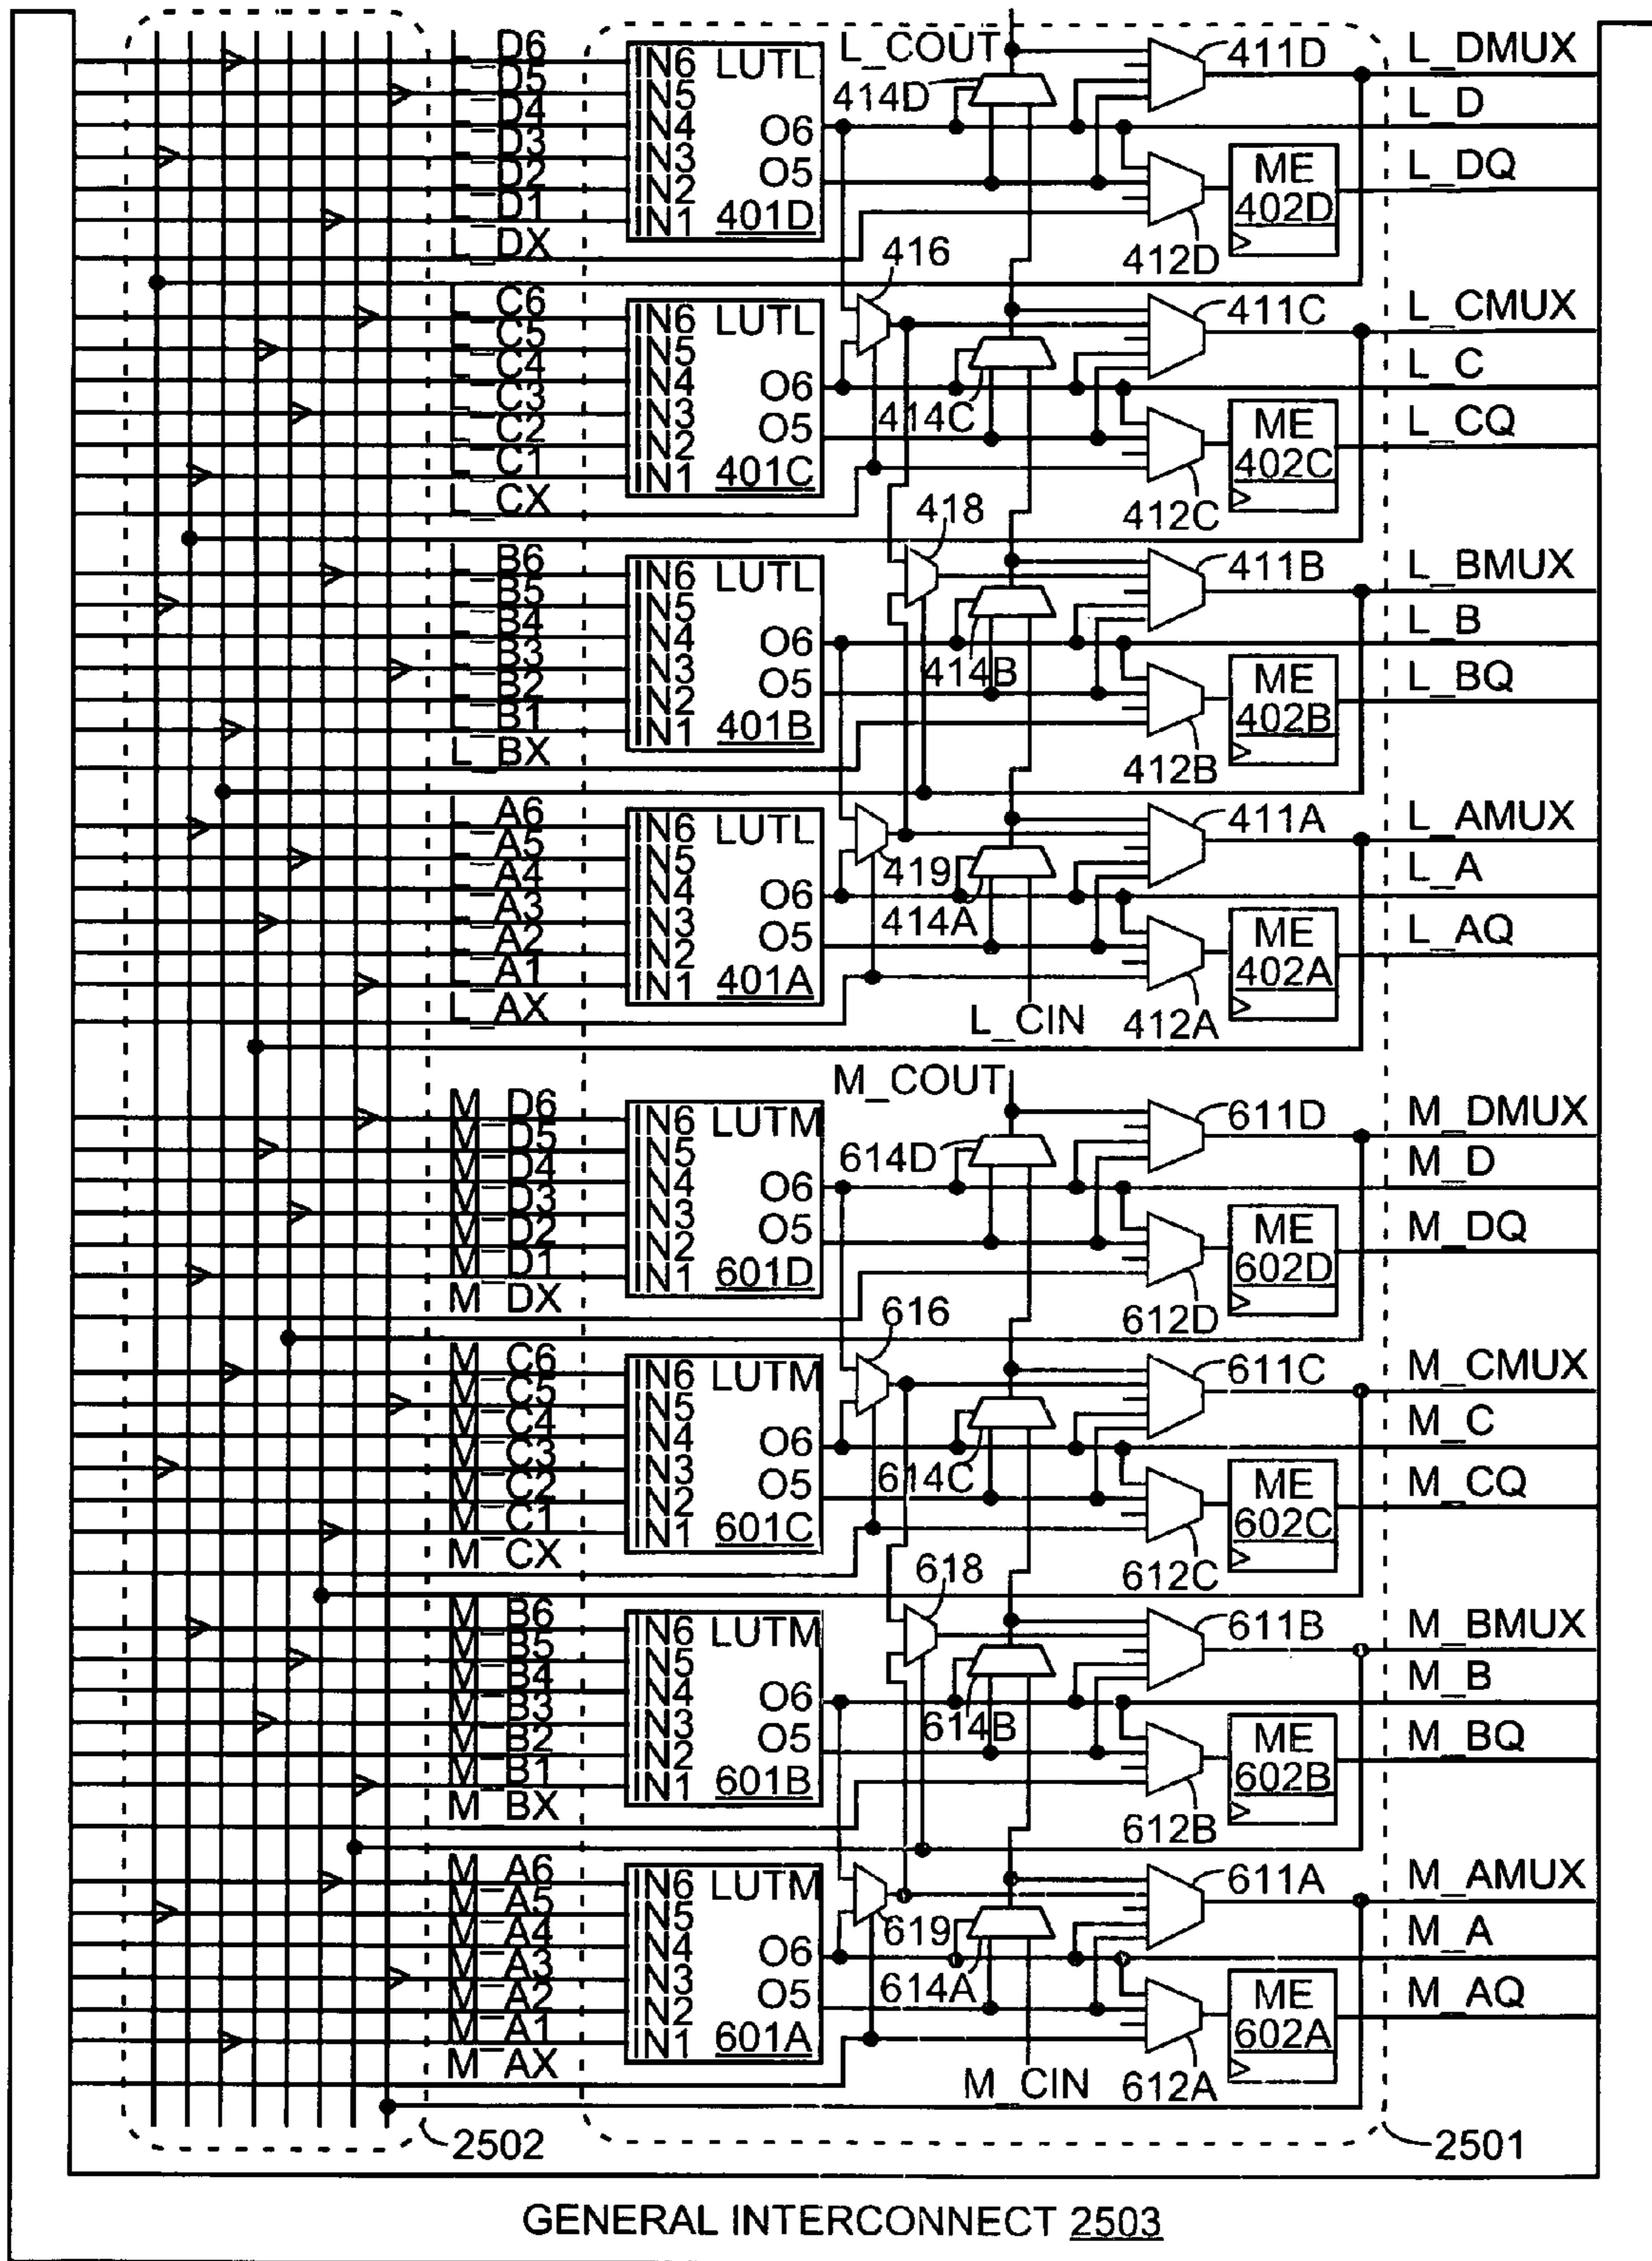 L_COUT
L_D6
L_D5
L_D4
L_D3
L_D2
L_D1
L_DX
IN6 LUTL
IN5
IN4
IN3
IN2
IN1
O6
O5
401D
414D
411D
412D
ME
402D
L_DMUX
L_D
L_DQ
416
L_C6
L_C5
L_C4
L_C3
L_C2
L_C1
L_CX
IN6 LUTL
IN5
IN4
IN3
IN2
IN1
O6
O5
401C
414C
411C
412C
ME
402C
L_CMUX
L_C
L_CQ
418
L_B6
L_B5
L_B4
L_B3
L_B2
L_B1
L_BX
IN6 LUTL
IN5
IN4
IN3
IN2
IN1
O6
O5
401B
414B
411B
412B
ME
402B
L_BMUX
L_B
L_BQ
L_A6
L_A5
L_A4
L_A3
L_A2
L_A1
L_AX
IN6 LUTL
IN5
IN4
IN3
IN2
IN1
O6
O5
401A
419
414A
411A
412A
L_CIN
ME
402A
L_AMUX
L_A
L_AQ
M_COUT
M_D6
M_D5
M_D4
M_D3
M_D2
M_D1
M_DX
IN6 LUTM
IN5
IN4
IN3
IN2
IN1
O6
O5
601D
614D
611D
612D
ME
602D
M_DMUX
M_D
M_DQ
616
M_C6
M_C5
M_C4
M_C3
M_C2
M_C1
M_CX
IN6 LUTM
IN5
IN4
IN3
IN2
IN1
O6
O5
601C
614C
611C
612C
ME
602C
M_CMUX
M_C
M_CQ
618
M_B6
M_B5
M_B4
M_B3
M_B2
M_B1
M_BX
IN6 LUTM
IN5
IN4
IN3
IN2
IN1
O6
O5
601B
614B
611B
612B
ME
602B
M_BMUX
M_B
M_BQ
M_A6
M_A5
M_A4
M_A3
M_A2
M_A1
M_AX
IN6 LUTM
IN5
IN4
IN3
IN2
IN1
O6
O5
601A
619
614A
611A
612A
M_CIN
ME
602A
M_AMUX
M_A
M_AQ
2502
2501
GENERAL INTERCONNECT 2503